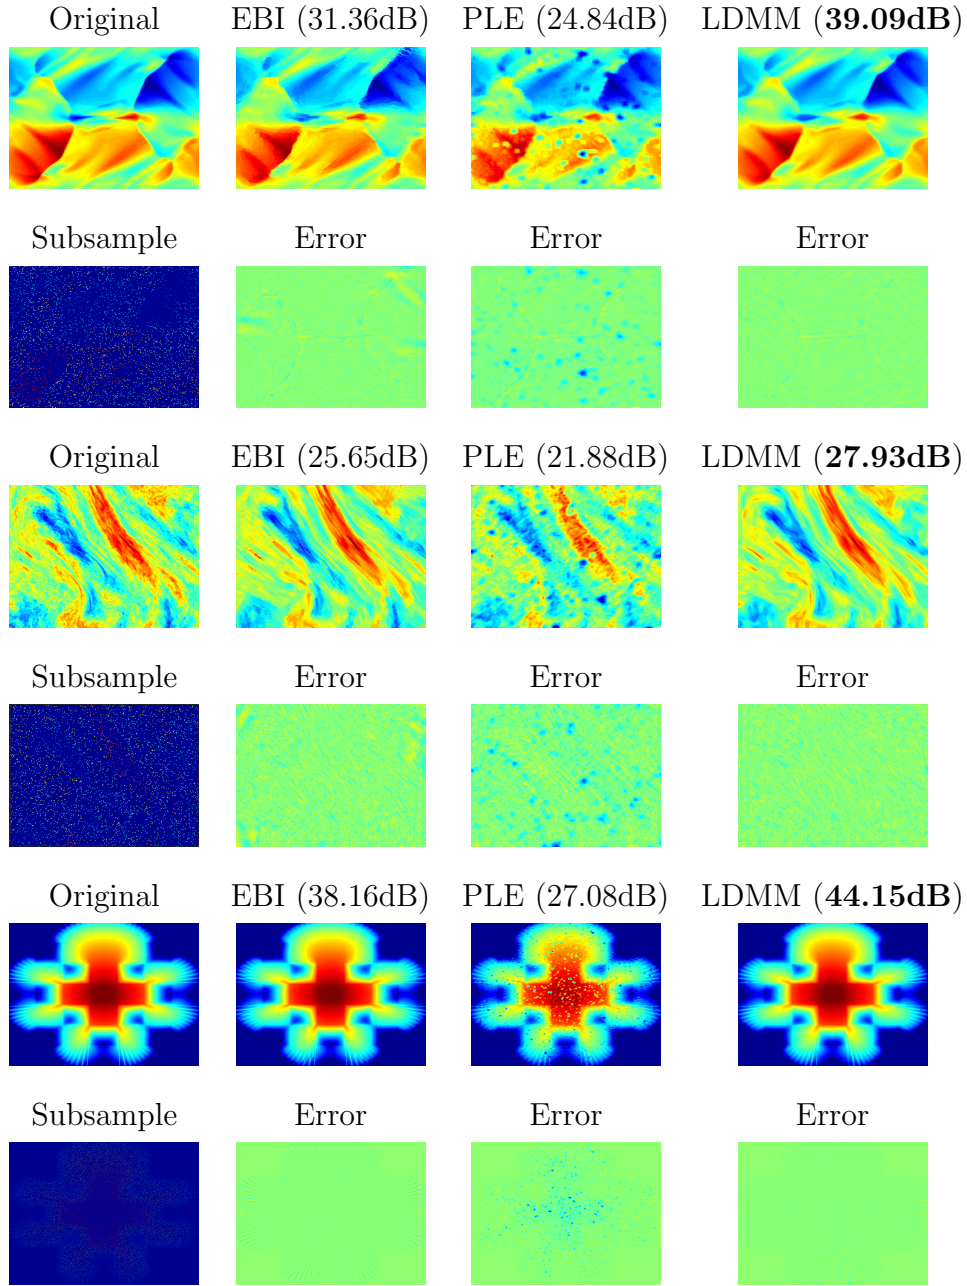 Original EBI (31.36dB) PLE (24.84dB) LDMM (39.09dB)
Subsample Error Error Error
Original EBI (25.65dB) PLE (21.88dB) LDMM (27.93dB)
Subsample Error Error Error
Original EBI (38.16dB) PLE (27.08dB) LDMM (44.15dB)
Subsample Error Error Error